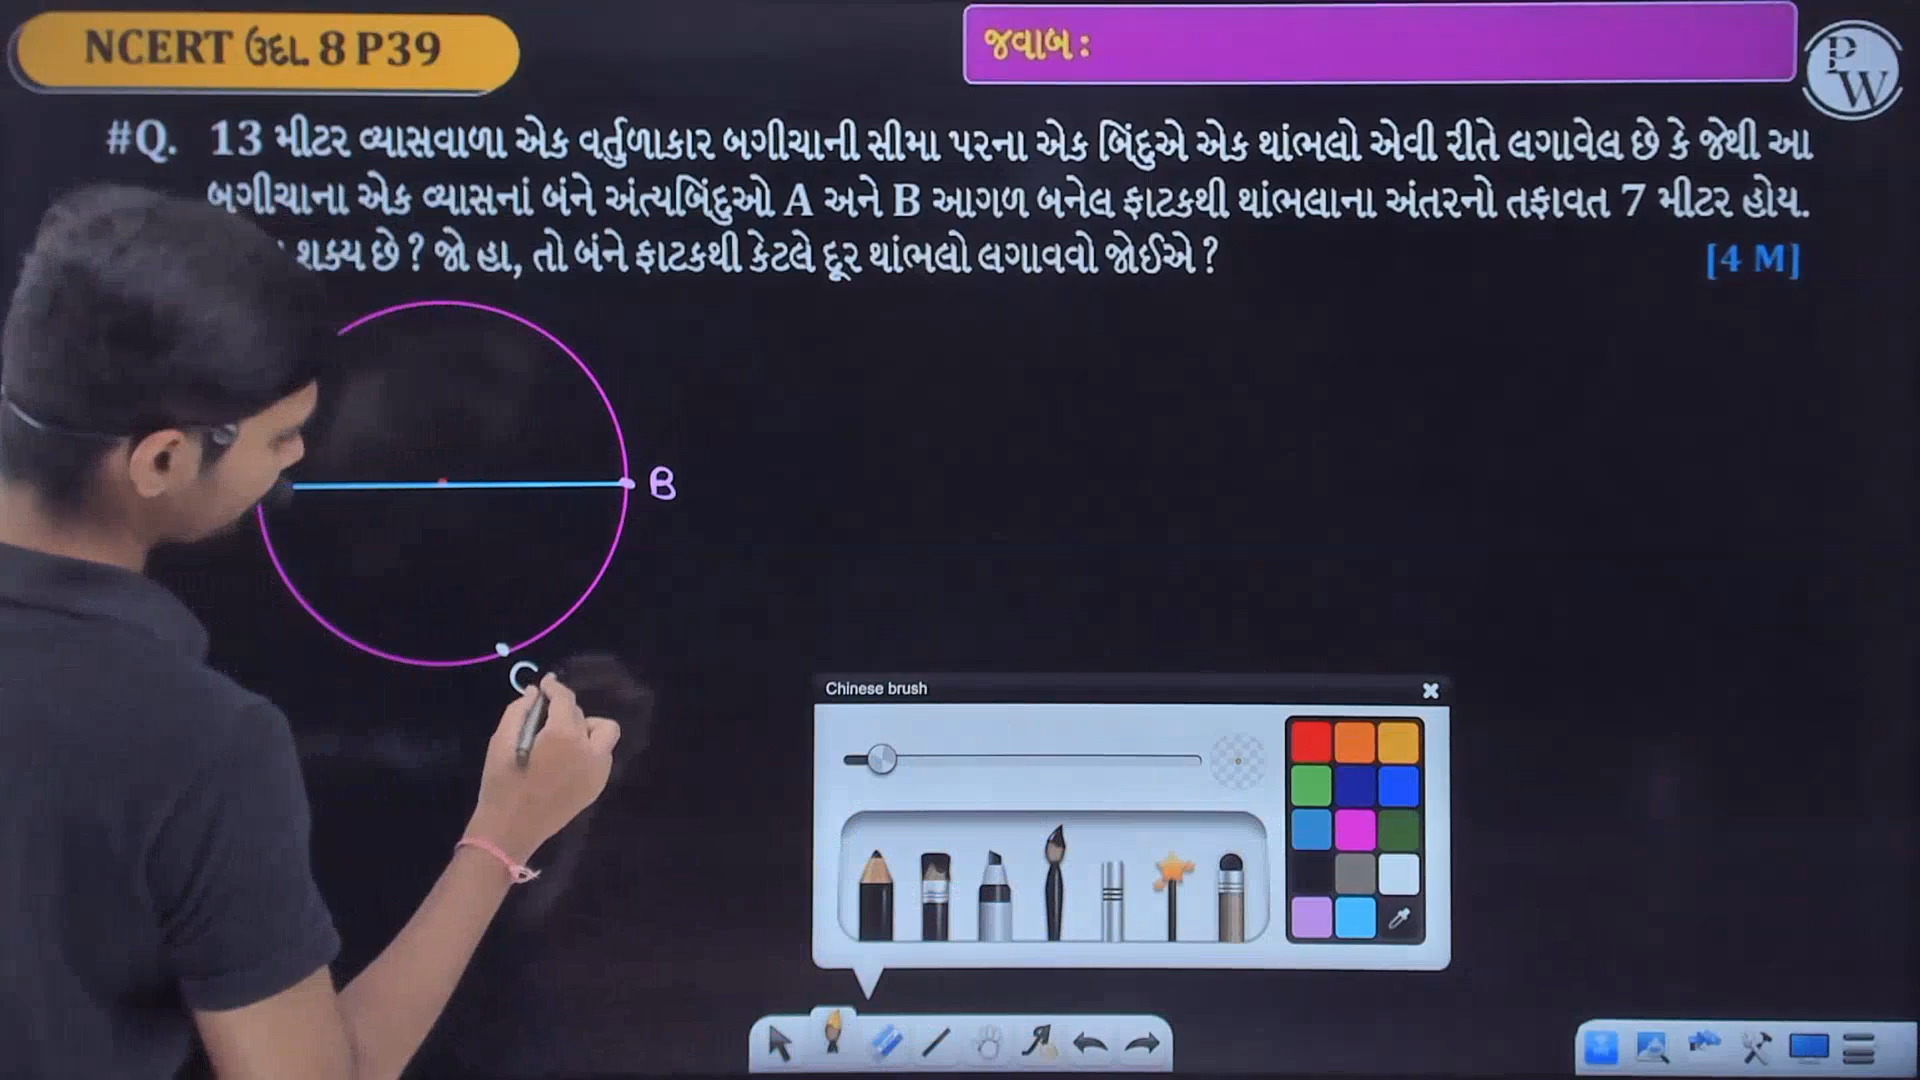 NCERT ઉદા. 8 P39
જવાબ :
PW
#Q. 13 મીટર વ્યાસવાળા એક વર્તુળાકાર બગીચાની સીમા પરના એક બિંદુએ એક થાંભલો એવી રીતે લગાવેલ છે કે જેથી આ
બગીચાના એક વ્યાસનાં બંને અંત્યબિંદુઓ A અને B આગળ બનેલ ફાટકથી થાંભલાના અંતરનો તફાવત 7 મીટર હોય.
શક્ય છે ? જો હા, તો બંને ફાટકથી કેટલે દૂર થાંભલો લગાવવો જોઈએ ? [4 M]
B
C
Chinese brush